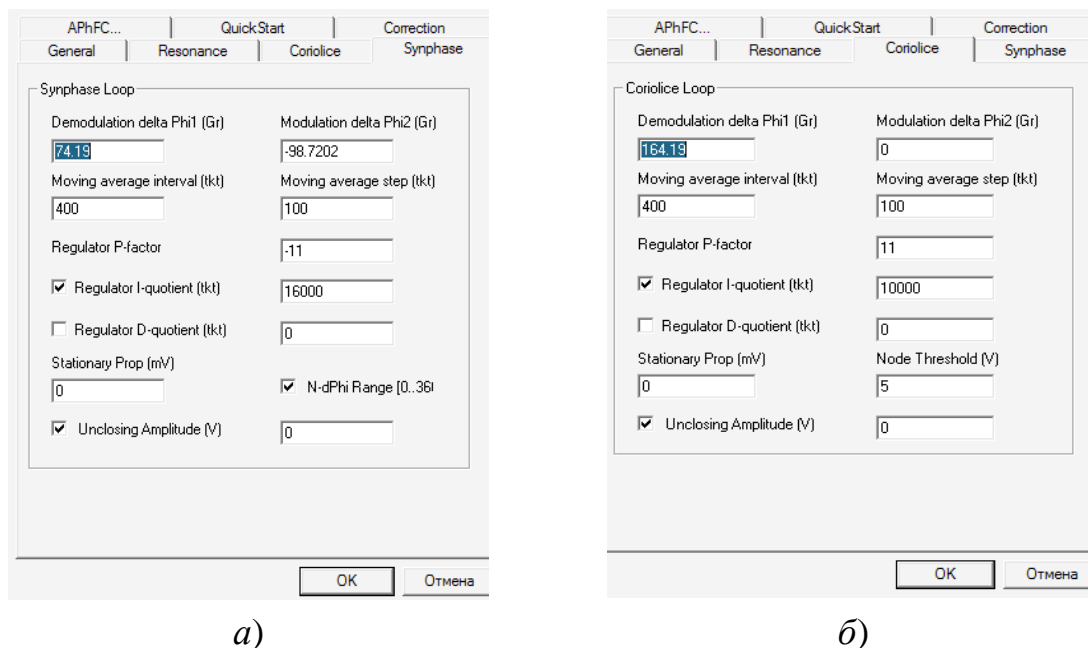 APhFC... QuickStart Correction
General Resonance Coriolice Synphase
Synphase Loop
Demodulation delta Phi1 (Gr) Modulation delta Phi2 (Gr)
74.19 -98.7202
Moving average interval (tkt) Moving average step (tkt)
400 100
Regulator P-factor -11
Regulator I-quotient (tkt) 16000
Regulator D-quotient (tkt) 0
Stationary Prop (mV)
0 N-dPhi Range [0..36
Unclosing Amplitude (V) 0
OK Отмена
а)
APhFC... QuickStart Correction
General Resonance Coriolice Synphase
Coriolice Loop
Demodulation delta Phi1 (Gr) Modulation delta Phi2 (Gr)
164.19 0
Moving average interval (tkt) Moving average step (tkt)
400 100
Regulator P-factor 11
Regulator I-quotient (tkt) 10000
Regulator D-quotient (tkt) 0
Stationary Prop (mV) Node Threshold (V)
0 5
Unclosing Amplitude (V) 0
OK Отмена
б)